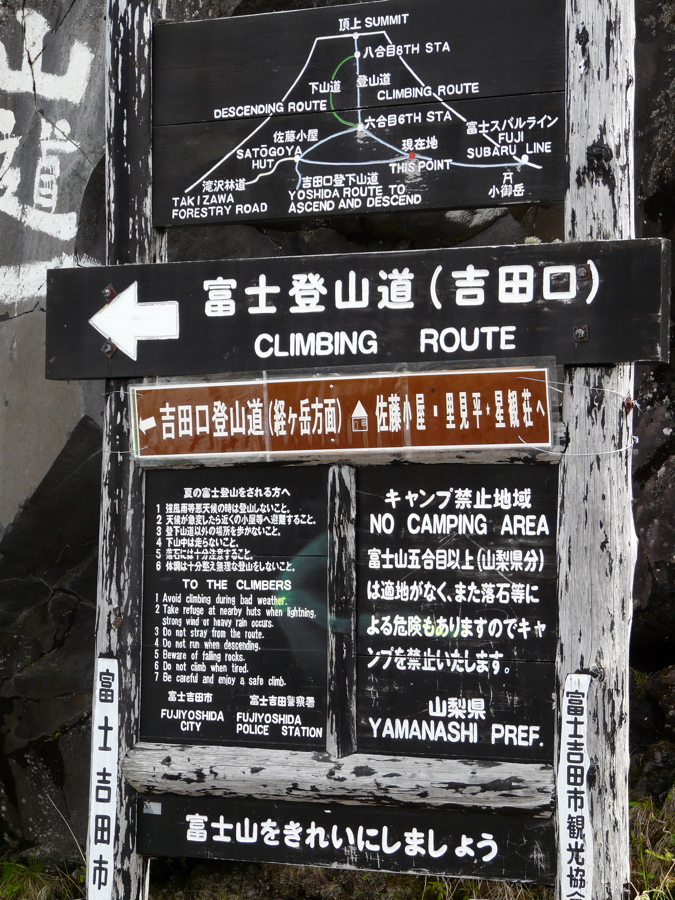 頂上 SUMMIT
八合目8TH STA
下山道
登山道
CLIMBING ROUTE
DESCENDING ROUTE
六合目6TH STA
富士スバルライン
FUJI
SUBARU LINE
佐藤小屋
SATŌGOYA
HUT
現在地
THIS POINT
小御岳
滝沢林道
TAKIZAWA
FORESTRY ROAD
吉田口登下山道
YOSHIDA ROUTE TO
ASCEND AND DESCEND
山
道
富士登山道(吉田口)
CLIMBING ROUTE
吉田口登山道(経ヶ岳方面) 佐藤小屋・里見平★星観荘へ
夏の富士登山をされる方へ
1 強風雨等悪天候の時は登山しないこと。
2 天候が急変したら近くの小屋等へ避難すること。
3 登下山道以外の場所を歩かないこと。
4 下山中は走らないこと。
5 落石には十分注意すること。
6 体調は十分整え無理な登山をしないこと。
TO THE CLIMBERS
1 Avoid climbing during bad weather.
2 Take refuge at nearby huts when lightning,
strong wind or heavy rain occurs.
3 Do not stray from the route.
4 Do not run when descending.
5 Beware of falling rocks.
6 Do not climb when tired.
7 Be careful and enjoy a safe climb.
富士吉田市
FUJIYOSHIDA
CITY
富士吉田警察署
FUJIYOSHIDA
POLICE STATION
キャンプ禁止地域
NO CAMPING AREA
富士山五合目以上(山梨県分)
は適地がなく、また落石等に
よる危険もありますのでキャ
ンプを禁止いたします。
山梨県
YAMANASHI PREF.
富士吉田市
富士吉田市観光協会
富士山をきれいにしましょう